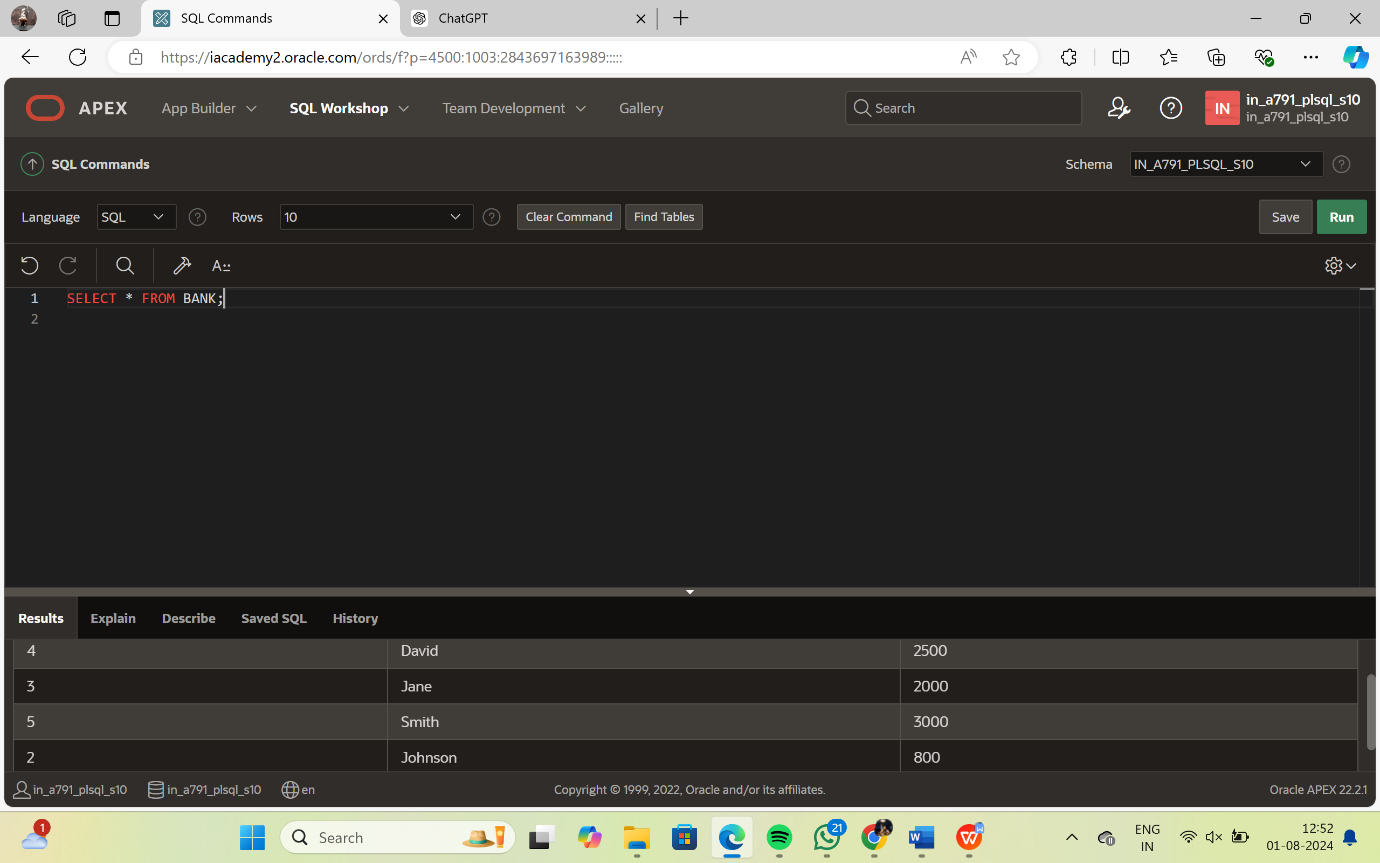 SQL Commands
ChatGPT
https://iacademy2.oracle.com/ords/f?p=4500:1003:2843697163989:::::
APEX App Builder SQL Workshop Team Development Gallery Search IN in_a791_plsql_s10
in_a791_plsql_s10
SQL Commands Schema IN_A791_PLSQL_S10
Language SQL Rows 10 Clear Command Find Tables Save Run
1 SELECT * FROM BANK;
2
Results Explain Describe Saved SQL History
4 David 2500
3 Jane 2000
5 Smith 3000
2 Johnson 800
in_a791_plsql_s10 in_a791_plsql_s10 en Copyright © 1999, 2022, Oracle and/or its affiliates. Oracle APEX 22.2.1
1 Search 21 ENG 12:52
IN 01-08-2024